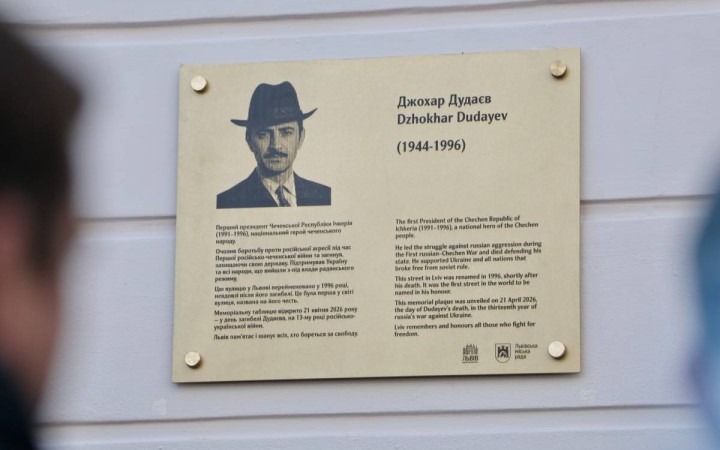 Джохар Дудаєв
Dzhokhar Dudayev
(1944-1996)
Перший президент Чеченської Республіки Ічкерія
(1991-1996), національний герой чеченського
народу.
Очолив боротьбу проти російської агресії під час
Першої російсько-чеченської війни та загинув,
захищаючи свою державу. Підтримував Україну
та всі народи, що вийшли з-під влади радянського
режиму.
Цю вулицю у Львові перейменовано у 1996 році,
невдовзі після його загибелі. Це була перша у світі
вулиця, названа на його честь.
Меморіальну таблицю відкрито 21 квітня 2026 року
– у день загибелі Дудаєва, на 13-му році російсько-
української війни.
Львів пам'ятає і шанує всіх, хто бореться за свободу.
The first President of the Chechen Republic of
Ichkeria (1991-1996), a national hero of the Chechen
people.
He led the struggle against russian aggression during
the First russian-Chechen War and died defending his
state. He supported Ukraine and all nations that
broke free from soviet rule.
This street in Lviv was renamed in 1996, shortly after
his death. It was the first street in the world to be
named in his honour.
This memorial plaque was unveiled on 21 April 2026,
the day of Dudayev's death, in the thirteenth year of
russia's war against Ukraine.
Lviv remembers and honours all those who fight for
freedom.
ЛЬВІВ
Львівська
міська
рада